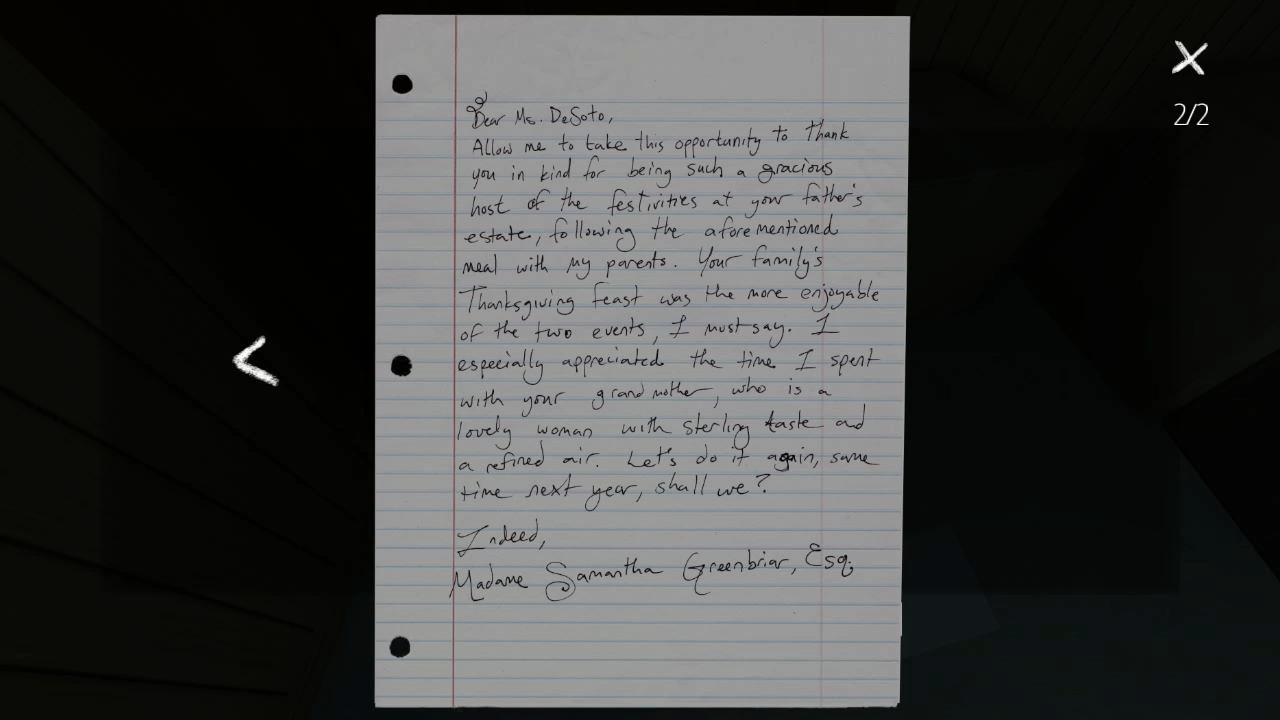 Dear Ms. DeSoto,
Allow me to take this opportunity to thank
you in kind for being such a gracious
host of the festivities at your father's
estate, following the aforementioned
meal with my parents. Your family's
Thanksgiving feast was the more enjoyable
of the two events, I must say. I
especially appreciated the time I spent
with your grandmother, who is a
lovely woman with sterling taste and
a refined air. Let's do it again, same
time next year, shall we?
Indeed,
Madame Samantha Greenbriar, Esq.
2/2